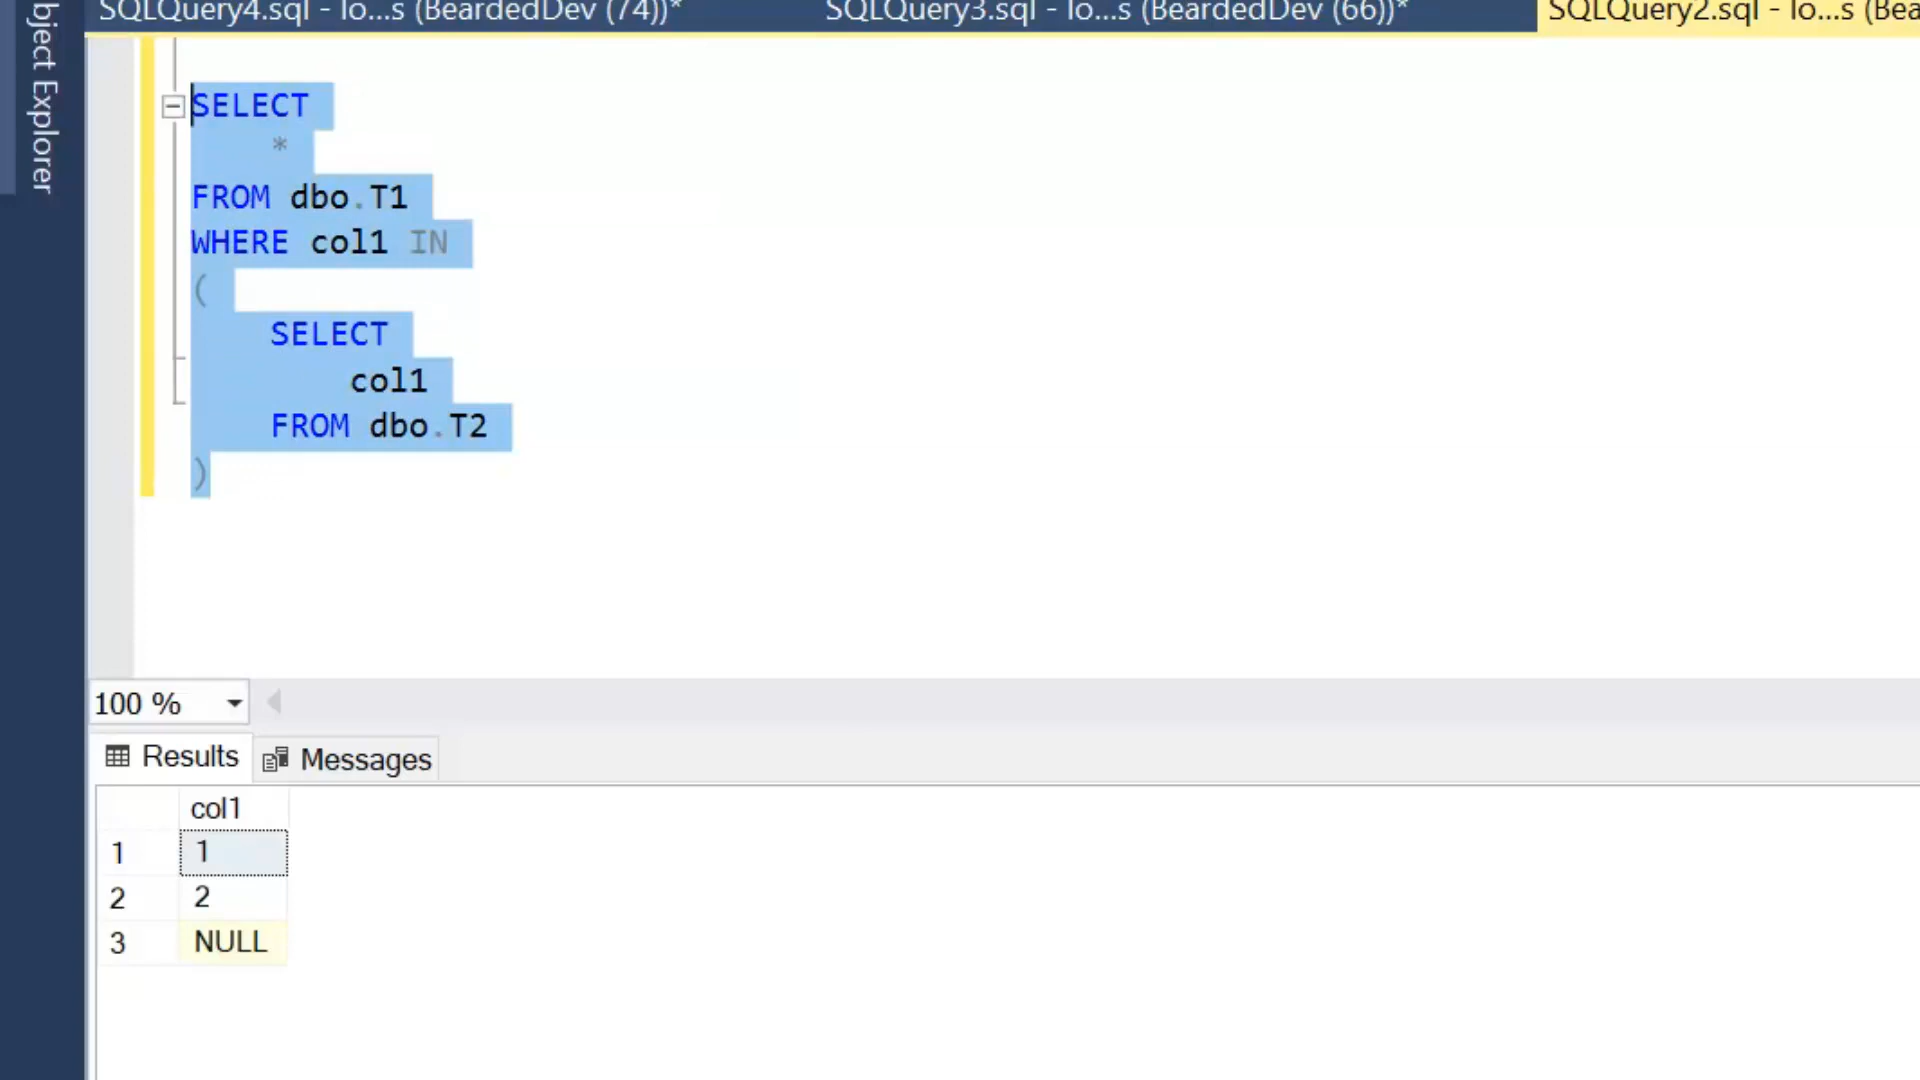 SQLQuery4.sql - lo...s (BeardedDev (74))*
SQLQuery3.sql - lo...s (BeardedDev (66))*
SQLQuery2.sql - lo...s (Bea
bject Explorer
SELECT
*
FROM dbo.T1
WHERE col1 IN
(
SELECT
col1
FROM dbo.T2
)
100 %
Results
Messages
col1
1 1
2 2
3 NULL